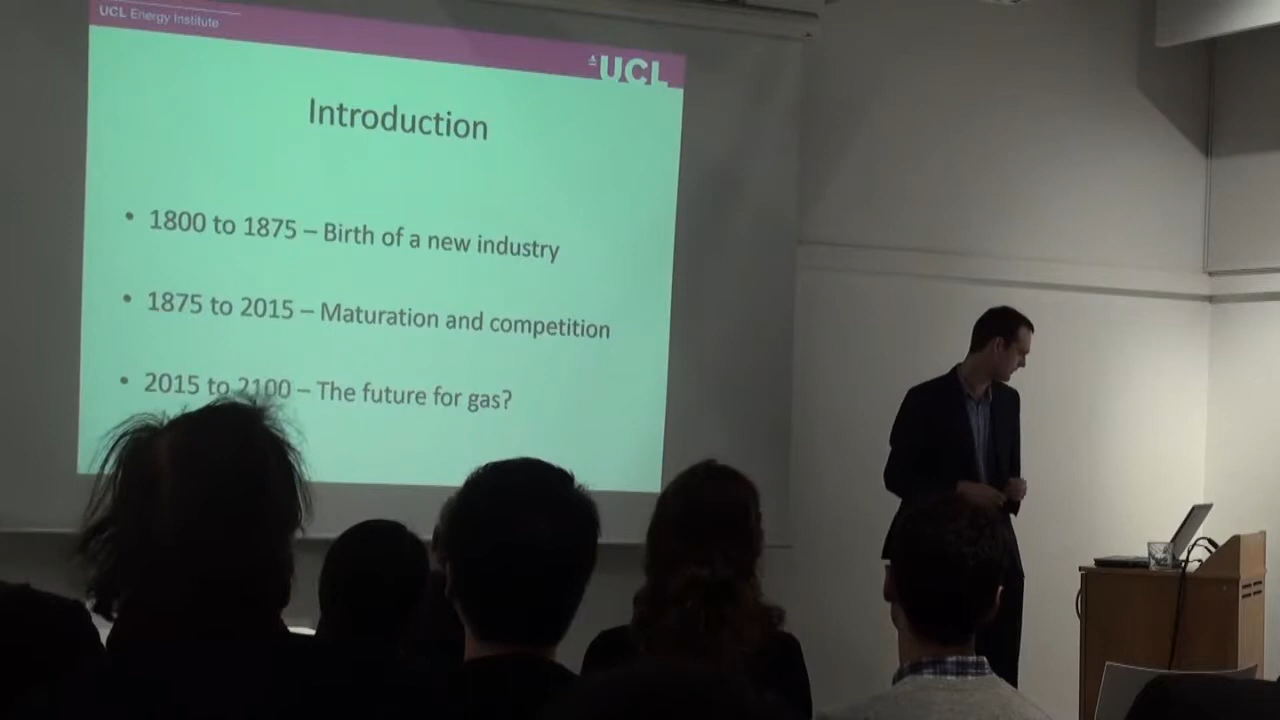 UCL Energy Institute
UCL
Introduction
• 1800 to 1875 – Birth of a new industry
• 1875 to 2015 – Maturation and competition
• 2015 to 2100 – The future for gas?